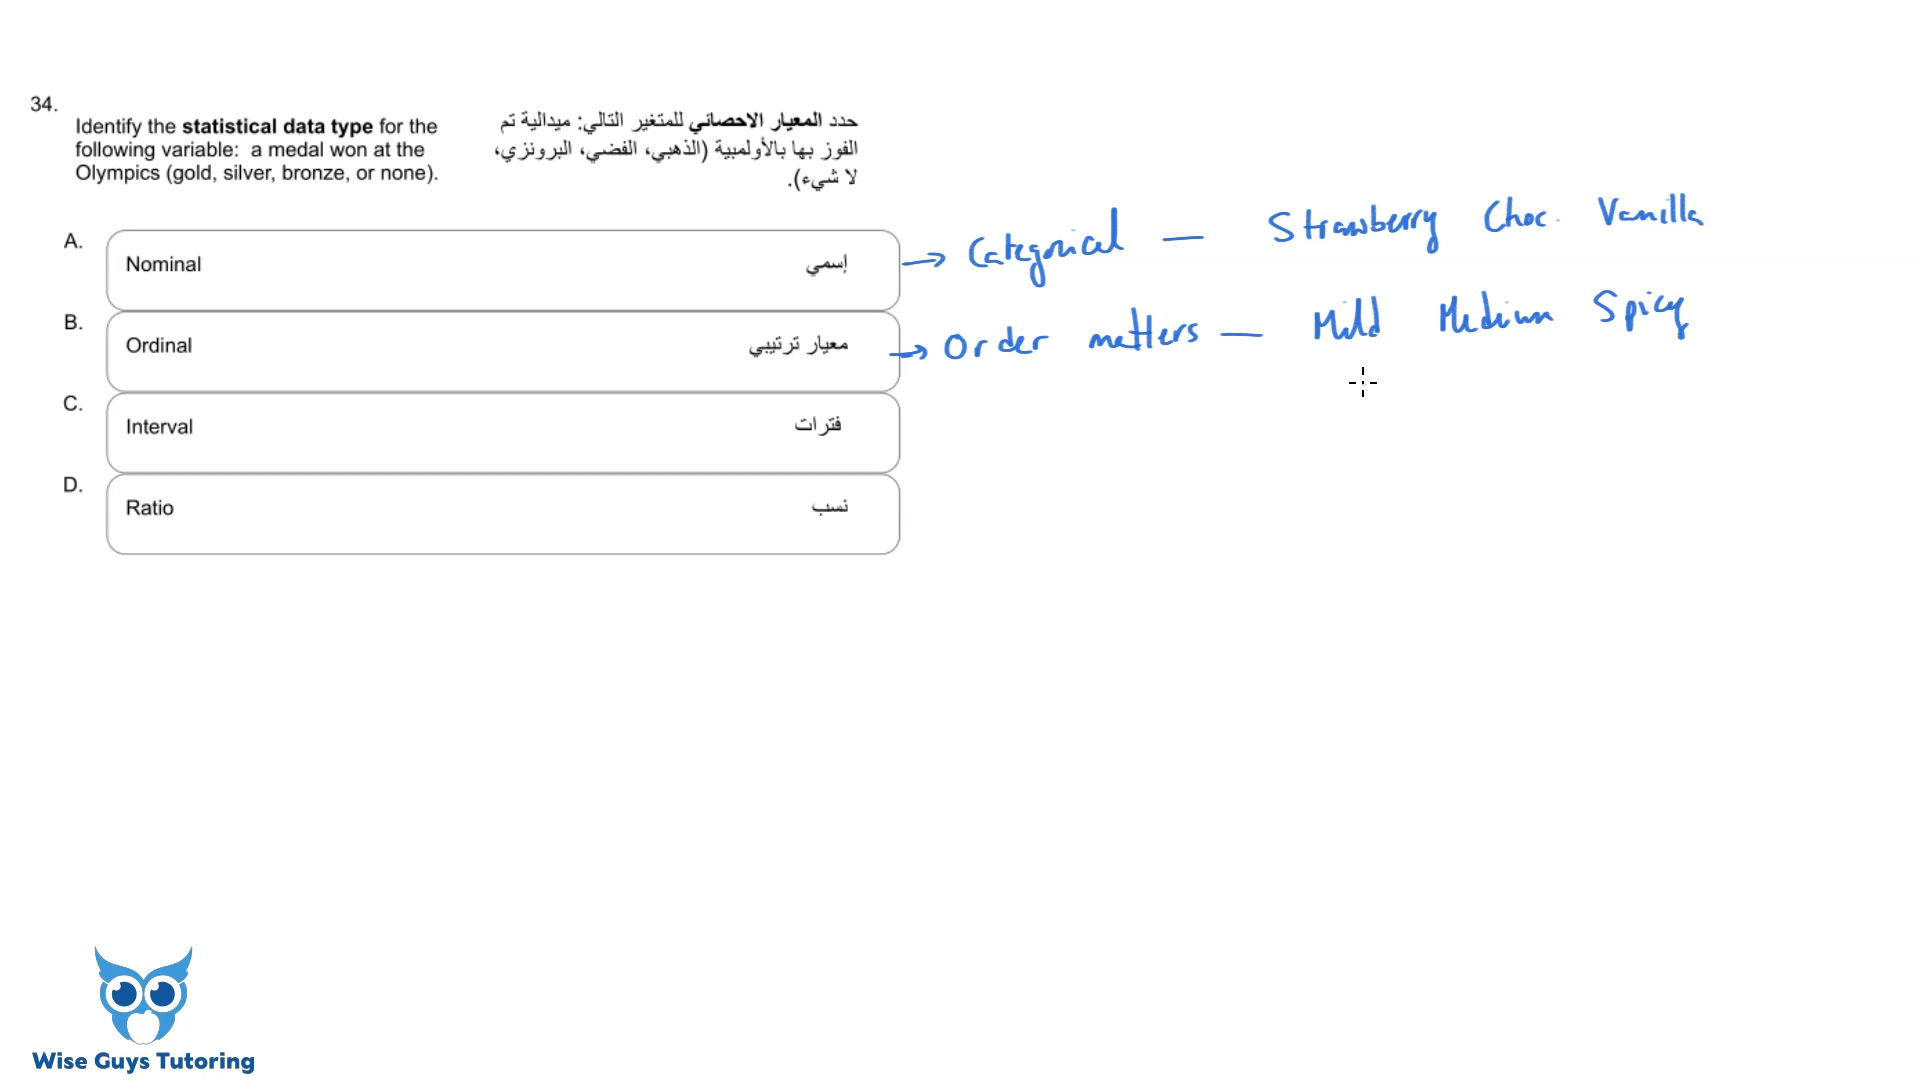 34.
Identify the statistical data type for the
following variable: a medal won at the
Olympics (gold, silver, bronze, or none).
حدد المعيار الاحصائي للمتغير التالي: ميدالية تم
الفوز بها بالأولمبية (الذهبي، الفضي، البرونزي،
لا شيء).
A.
Nominal إسمي
→ Categorical — Strawberry Choc. Vanilla
B.
Ordinal معيار ترتيبي
→ Order matters — Mild Medium Spicy
C.
Interval فترات
D.
Ratio نسب
Wise Guys Tutoring